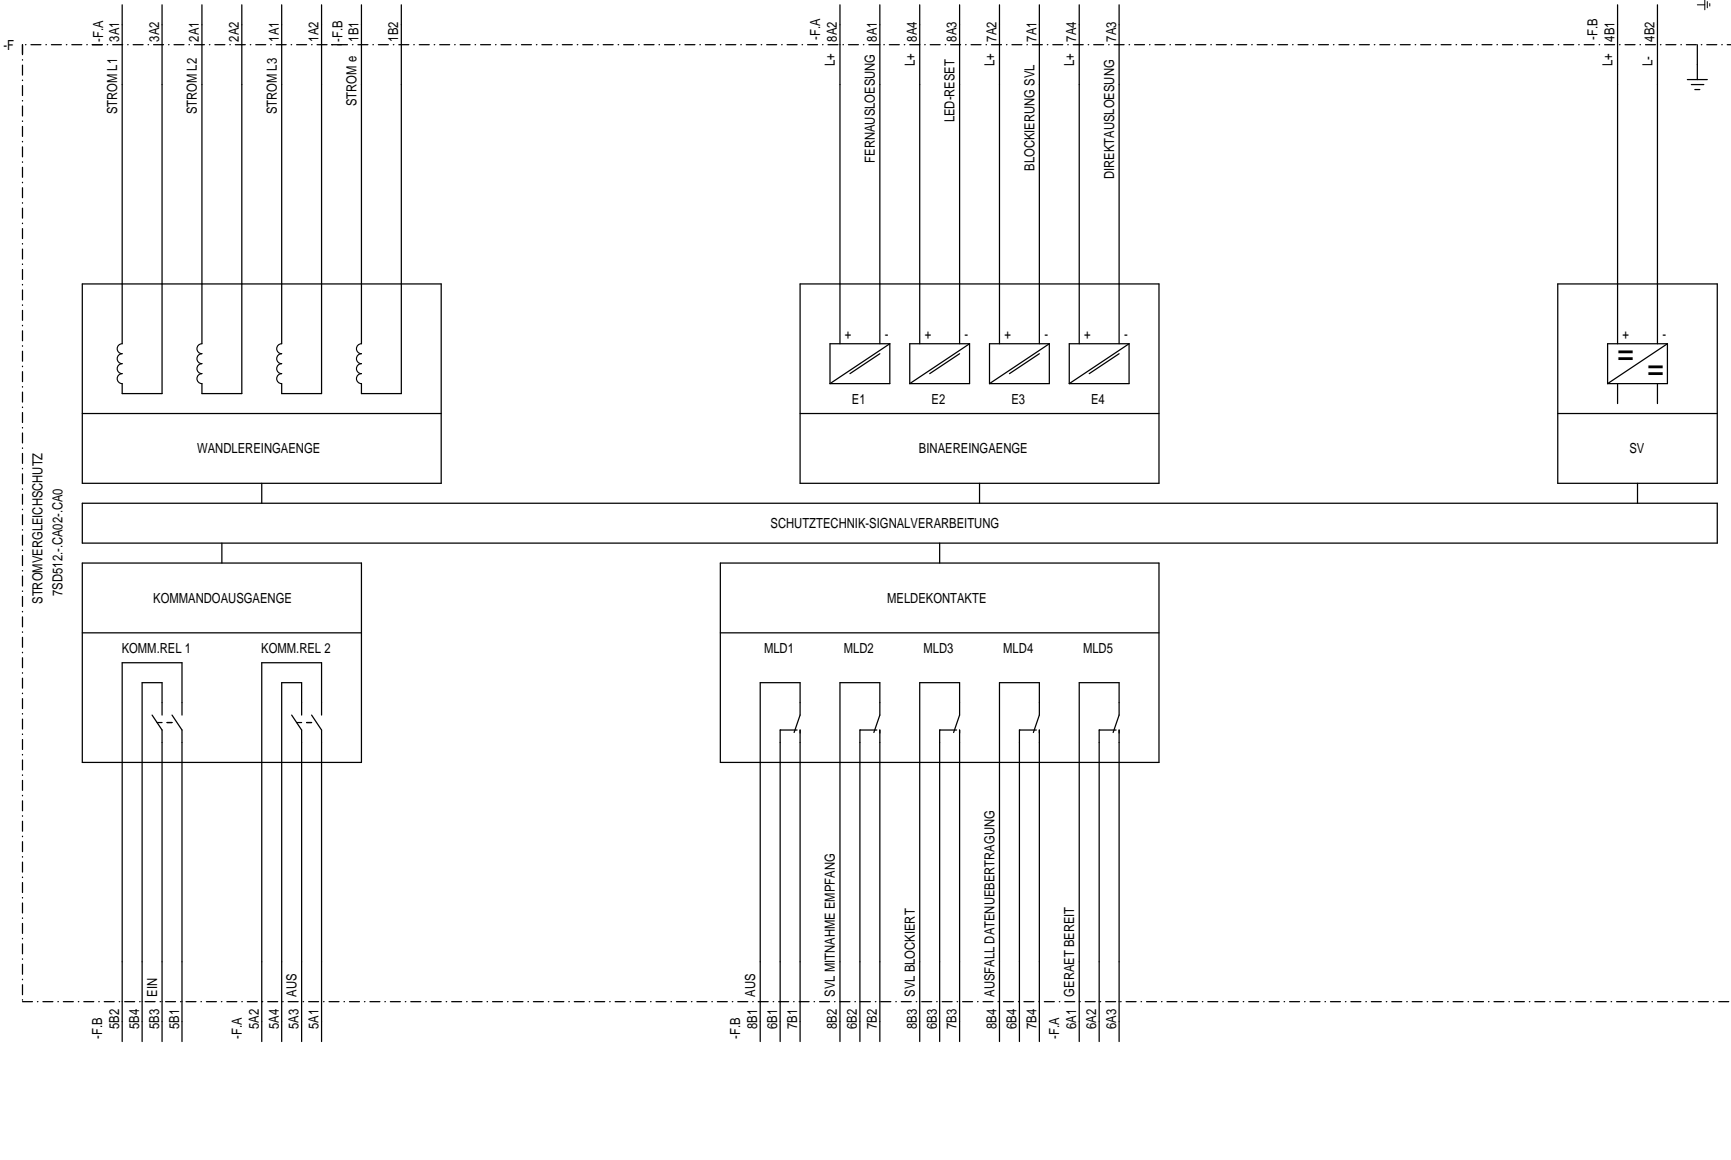 -F
-F.A
3A1
3A2
2A1
2A2
1A1
1A2
-F.B
1B1
1B2
-F.A
8A2
8A1
8A4
8A3
7A2
7A1
7A4
7A3
-F.B
4B1
4B2
STROM L1
STROM L2
STROM L3
STROM e
L+
FERNAUSLOESUNG
L+
LED-RESET
L+
BLOCKIERUNG SVL
L+
DIREKTAUSLOESUNG
L+
L-
+ - + - + - + -
+ -
E1 E2 E3 E4
WANDLEREINGAENGE
BINAEREINGAENGE
SV
STROMVERGLEICHSCHUTZ
7SD512.-.CA02-.CA0
SCHUTZTECHNIK-SIGNALVERARBEITUNG
KOMMANDOAUSGAENGE
MELDEKONTAKTE
KOMM.REL 1
KOMM.REL 2
MLD1
MLD2
MLD3
MLD4
MLD5
EIN
AUS
AUS
SVL MITNAHME EMPFANG
SVL BLOCKIERT
AUSFALL DATENUEBERTRAGUNG
GERAET BEREIT
-F.B
5B2
5B4
5B3
5B1
-F.A
5A2
5A4
5A3
5A1
-F.B
8B1
6B1
7B1
8B2
6B2
7B2
8B3
6B3
7B3
8B4
6B4
7B4
-F.A
6A1
6A2
6A3